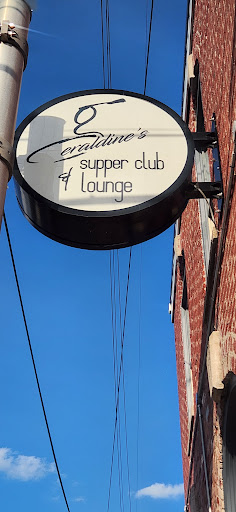 g
Geraldine's
supper club
& lounge